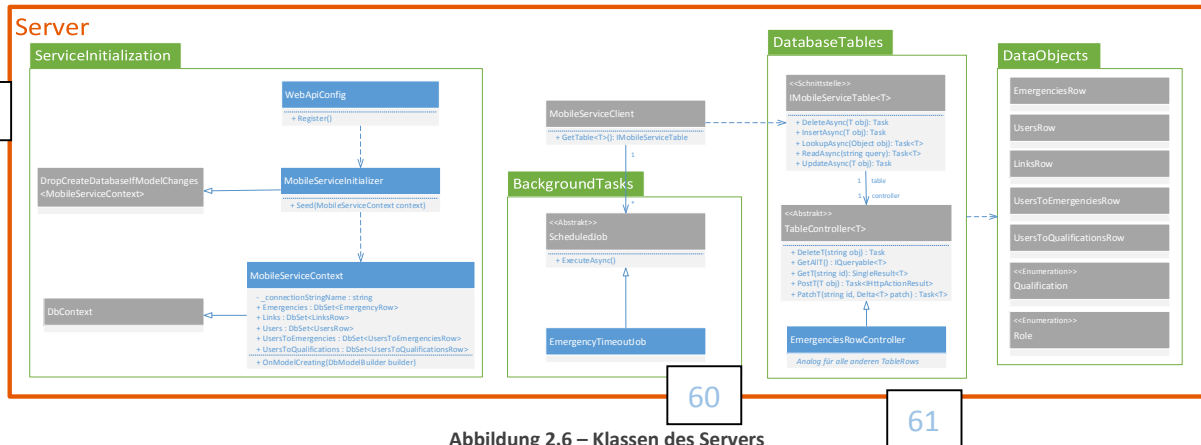 Server
ServiceInitialization
WebApiConfig
+ Register()
DropCreateDatabaseIfModelChanges
<MobileServiceContext>
MobileServiceInitializer
+ Seed(MobileServiceContext context)
DbContext
MobileServiceContext
- _connectionStringName : string
+ Emergencies : DbSet<EmergencyRow>
+ Links : DbSet<LinksRow>
+ Users : DbSet<UsersRow>
+ UsersToEmergencies : DbSet<UsersToEmergenciesRow>
+ UsersToQualifications : DbSet<UsersToQualificationsRow>
+ OnModelCreating(DbModelBuilder builder)
MobileServiceClient
+ GetTable<T>(): IMobileServiceTable
1
BackgroundTasks
*
<<Abstrakt>>
ScheduledJob
+ ExecuteAsync()
EmergencyTimeoutJob
DatabaseTables
<<Schnittstelle>>
IMobileServiceTable<T>
+ DeleteAsync(T obj): Task
+ InsertAsync(T obj): Task
+ LookupAsync(Object obj): Task<T>
+ ReadAsync(string query): Task<T>
+ UpdateAsync(T obj): Task
1 table
1 controller
<<Abstrakt>>
TableController<T>
+ DeleteT(string obj) : Task
+ GetAllT() : IQueryable<T>
+ GetT(string id): SingleResult<T>
+ PostT(T obj) : Task<IHttpActionResult>
+ PatchT(string id, Delta<T> patch) : Task<T>
EmergenciesRowController
Analog für alle anderen TableRows
DataObjects
EmergenciesRow
UsersRow
LinksRow
UsersToEmergenciesRow
UsersToQualificationsRow
<<Enumeration>>
Qualification
<<Enumeration>>
Role
60
61
Abbildung 2.6 – Klassen des Servers